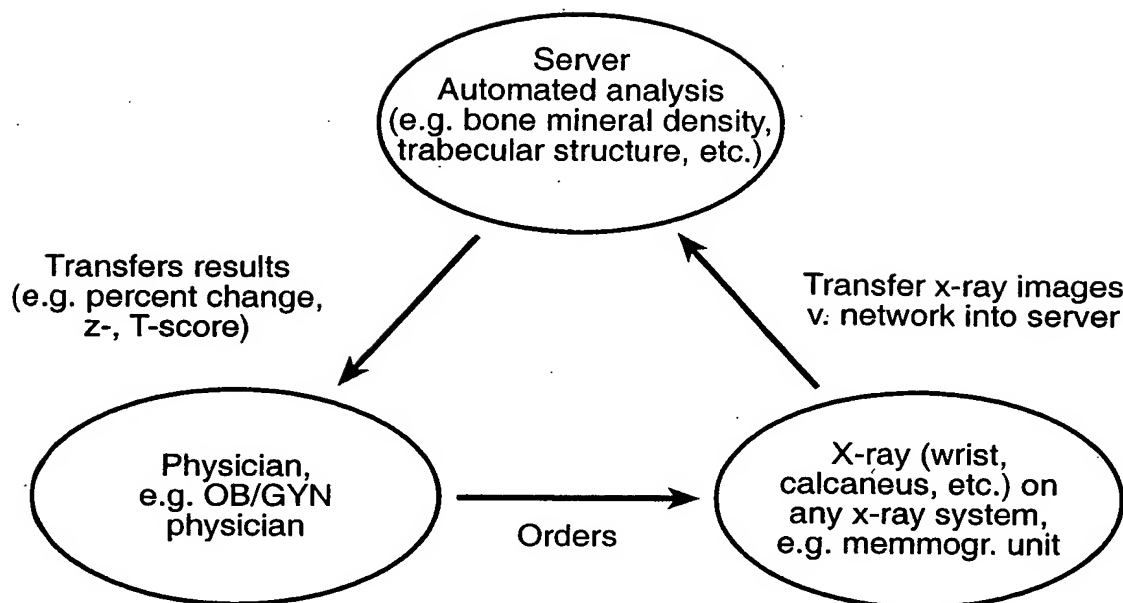 Server
Automated analysis
(e.g. bone mineral density,
trabecular structure, etc.)
Transfers results
(e.g. percent change,
z-, T-score)
Transfer x-ray images
v. network into server
Physician,
e.g. OB/GYN
physician
Orders
X-ray (wrist,
calcaneus, etc.) on
any x-ray system,
e.g. memmogr. unit